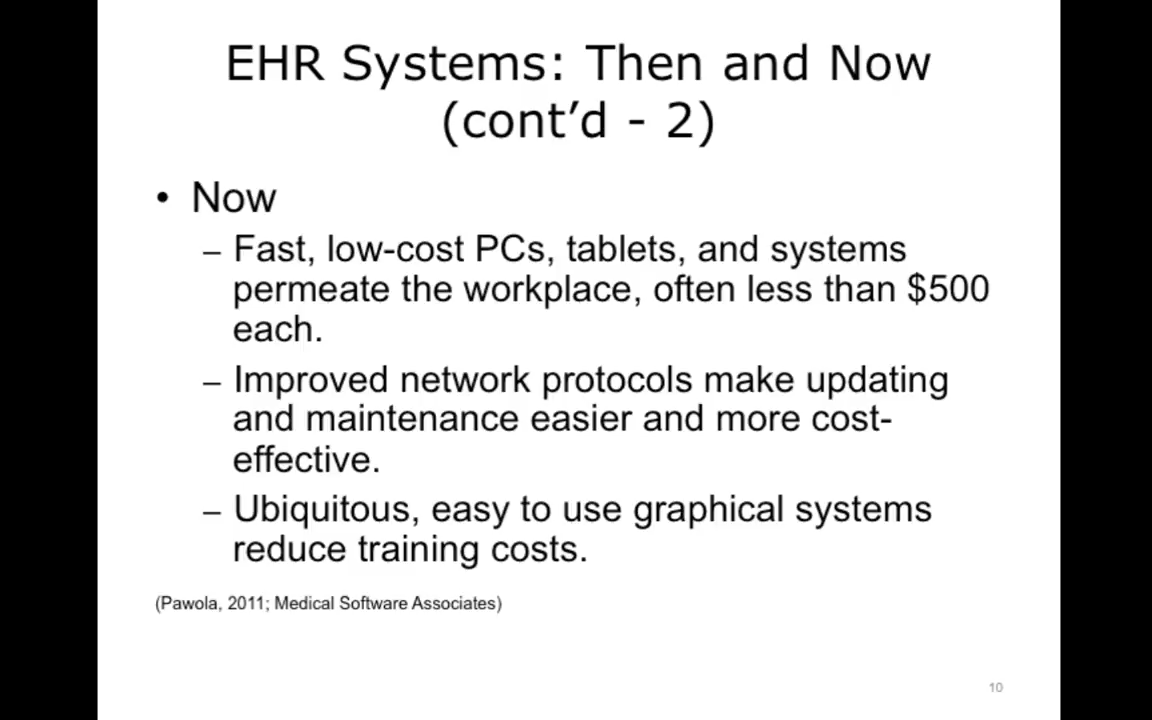 EHR Systems: Then and Now
(cont’d - 2)
• Now
– Fast, low-cost PCs, tablets, and systems
permeate the workplace, often less than $500
each.
– Improved network protocols make updating
and maintenance easier and more cost-
effective.
– Ubiquitous, easy to use graphical systems
reduce training costs.
(Pawola, 2011; Medical Software Associates)
10